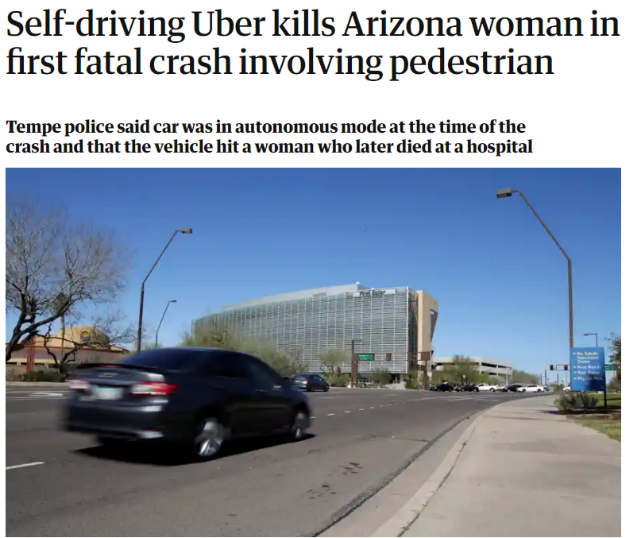 Self-driving Uber kills Arizona woman in
first fatal crash involving pedestrian
Tempe police said car was in autonomous mode at the time of the
crash and that the vehicle hit a woman who later died at a hospital